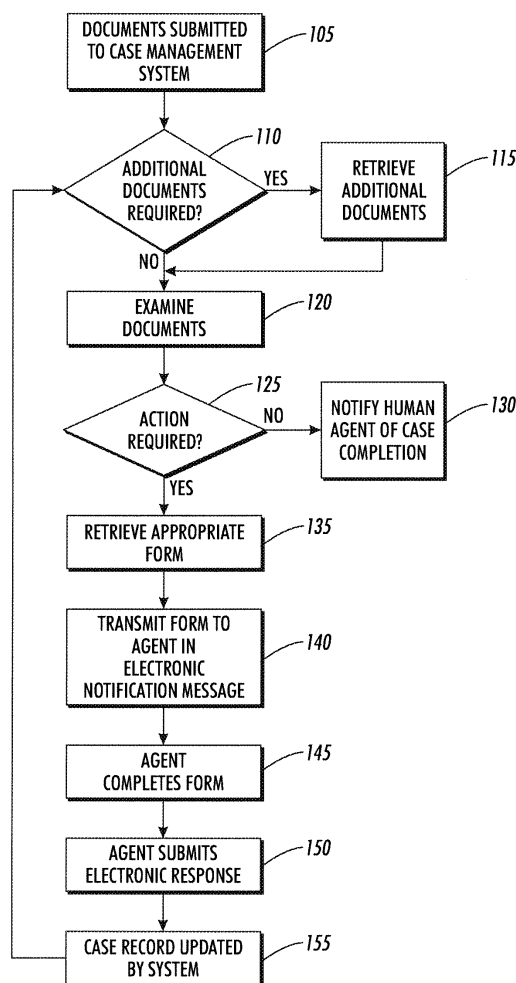 DOCUMENTS SUBMITTED
TO CASE MANAGEMENT
SYSTEM
105
110
ADDITIONAL
DOCUMENTS
REQUIRED?
YES
RETRIEVE
ADDITIONAL
DOCUMENTS
115
NO
EXAMINE
DOCUMENTS
120
125
ACTION
REQUIRED?
NO
NOTIFY HUMAN
AGENT OF CASE
COMPLETION
130
YES
RETRIEVE APPROPRIATE
FORM
135
TRANSMIT FORM TO
AGENT IN
ELECTRONIC
NOTIFICATION MESSAGE
140
AGENT
COMPLETES FORM
145
AGENT SUBMITS
ELECTRONIC RESPONSE
150
CASE RECORD UPDATED
BY SYSTEM
155